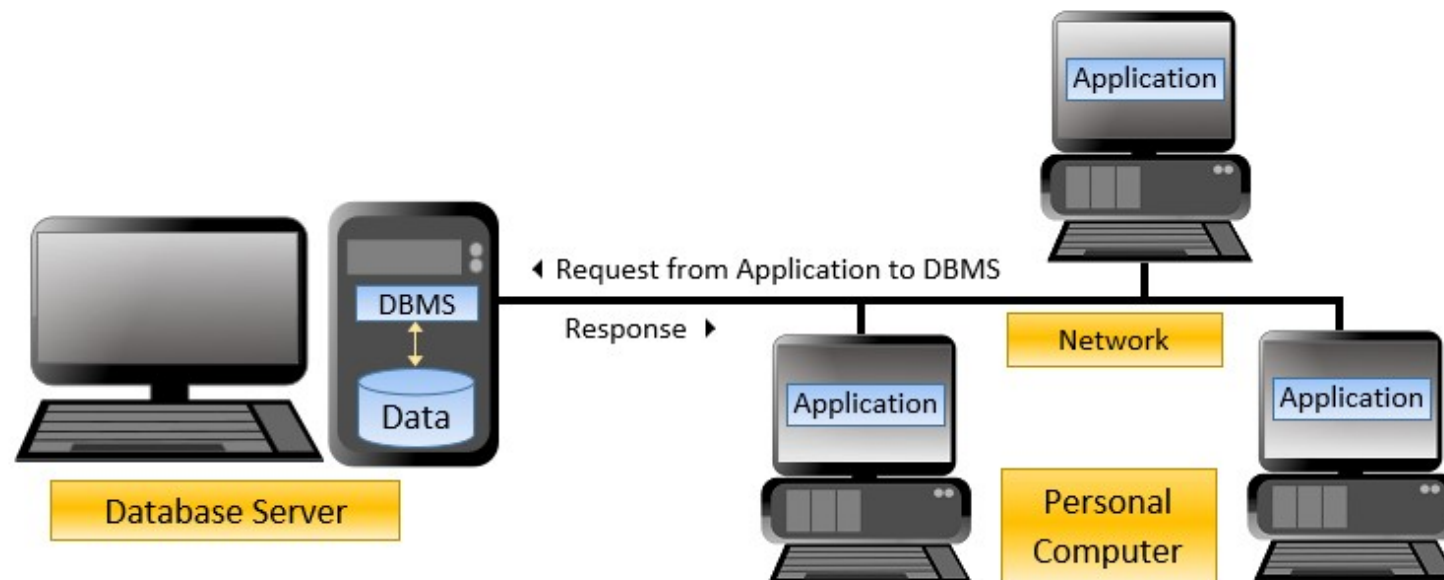 Application
◂ Request from Application to DBMS
DBMS
Response ▸
Network
Data
Application
Application
Database Server
Personal
Computer